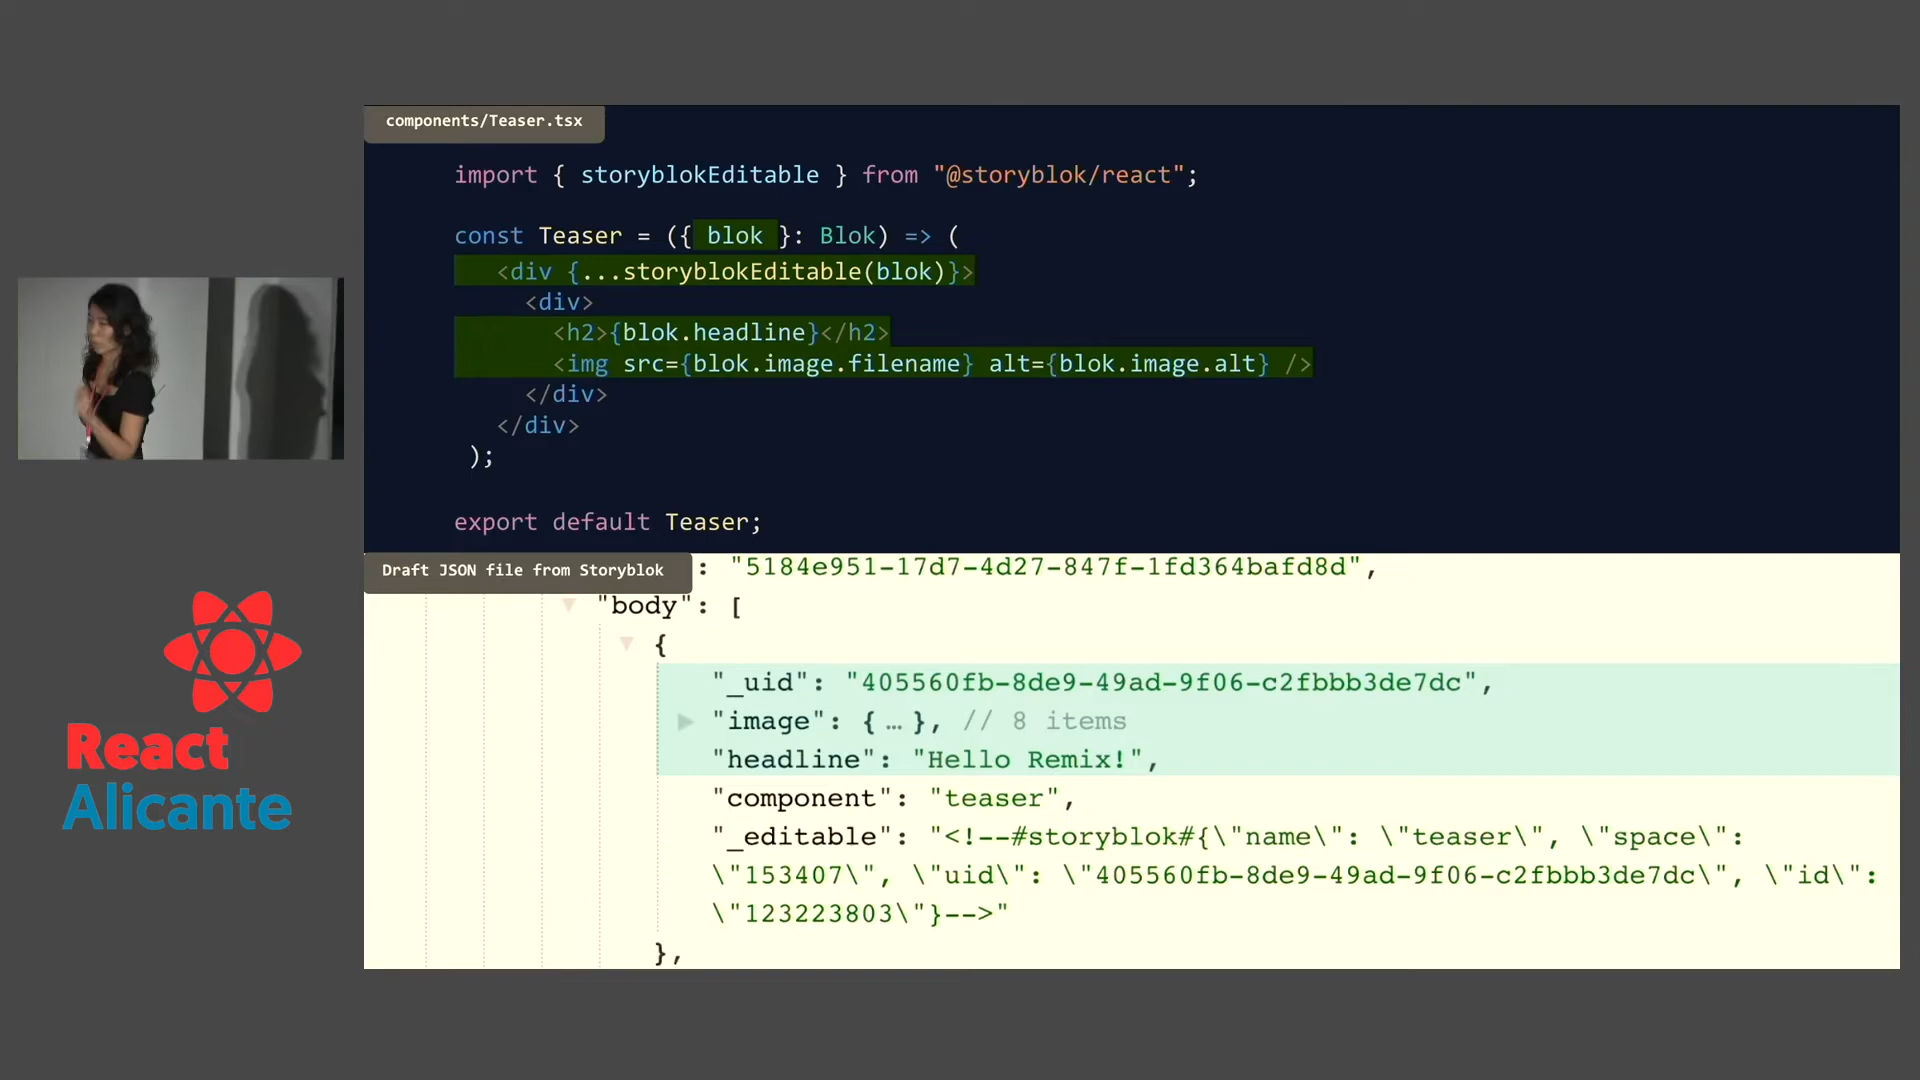 components/Teaser.tsx
import { storyblokEditable } from "@storyblok/react";
const Teaser = ({ blok }: Blok) => (
<div {...storyblokEditable(blok)}>
<div>
<h2>{blok.headline}</h2>
<img src={blok.image.filename} alt={blok.image.alt} />
</div>
</div>
);
export default Teaser;
Draft JSON file from Storyblok
: "5184e951-17d7-4d27-847f-1fd364bafd8d",
"body": [
{
"_uid": "405560fb-8de9-49ad-9f06-c2fbbb3de7dc",
"image": { … }, // 8 items
"headline": "Hello Remix!",
"component": "teaser",
"_editable": "<!--#storyblok#{\"name\": \"teaser\", \"space\":
\"153407\", \"uid\": \"405560fb-8de9-49ad-9f06-c2fbbb3de7dc\", \"id\":
\"123223803\"}-->"
},
React
Alicante